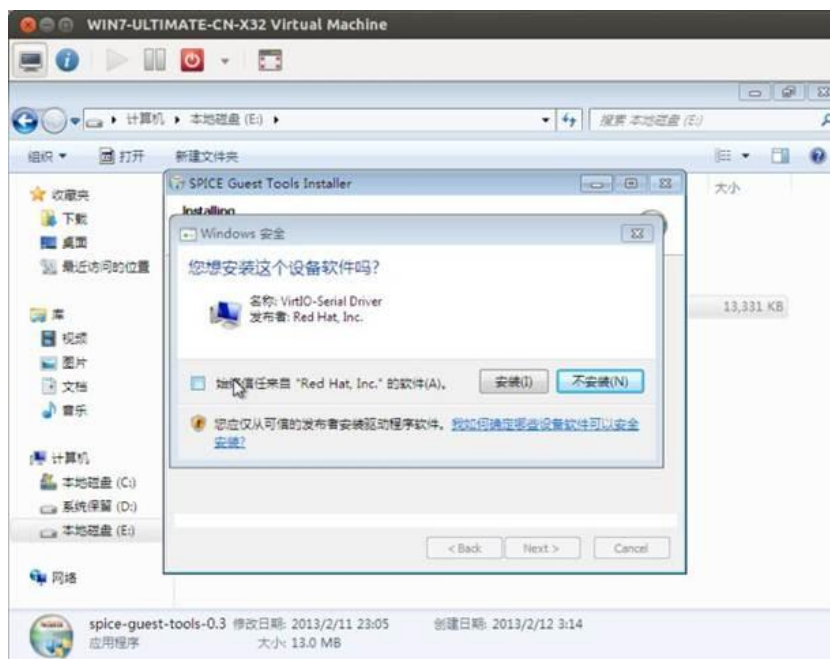 WIN7-ULTIMATE-CN-X32 Virtual Machine
计算机 ▸ 本地磁盘 (E:) ▸
搜索 本地磁盘 (E:)
组织 打开 新建文件夹
收藏夹
下载
桌面
最近访问的位置
库
视频
图片
文档
音乐
计算机
本地磁盘 (C:)
系统保留 (D:)
本地磁盘 (E:)
网络
大小
13,331 KB
SPICE Guest Tools Installer
Installing
Windows 安全
您想安装这个设备软件吗?
名称: VirtIO-Serial Driver
发布者: Red Hat, Inc.
始终信任来自 "Red Hat, Inc." 的软件(A)。
安装(I) 不安装(N)
您应仅从可信的发布者安装驱动程序软件。我如何确定哪些设备软件可以安全
安装?
< Back Next > Cancel
spice-guest-tools-0.3 修改日期: 2013/2/11 23:05 创建日期: 2013/2/12 3:14
应用程序 大小: 13.0 MB